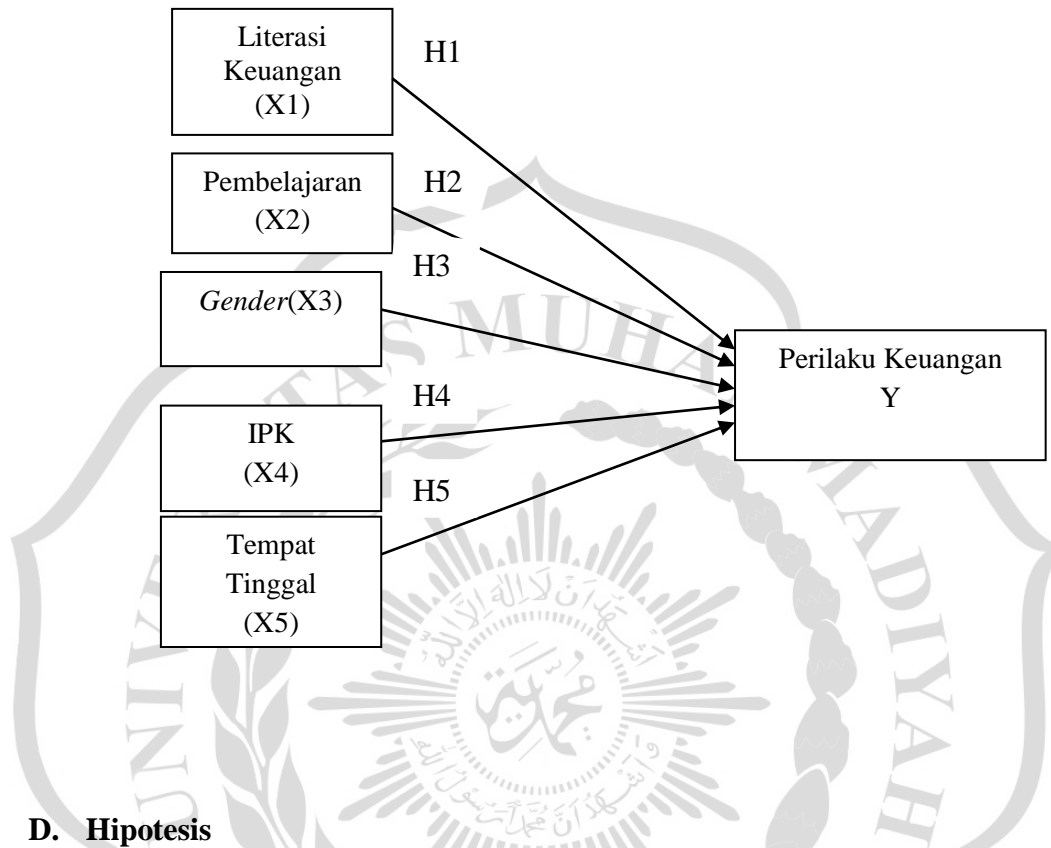 Literasi
Keuangan
(X1)
H1
Pembelajaran
(X2)
H2
Gender(X3)
H3
IPK
(X4)
H4
Tempat
Tinggal
(X5)
H5
Perilaku Keuangan
Y
D. Hipotesis